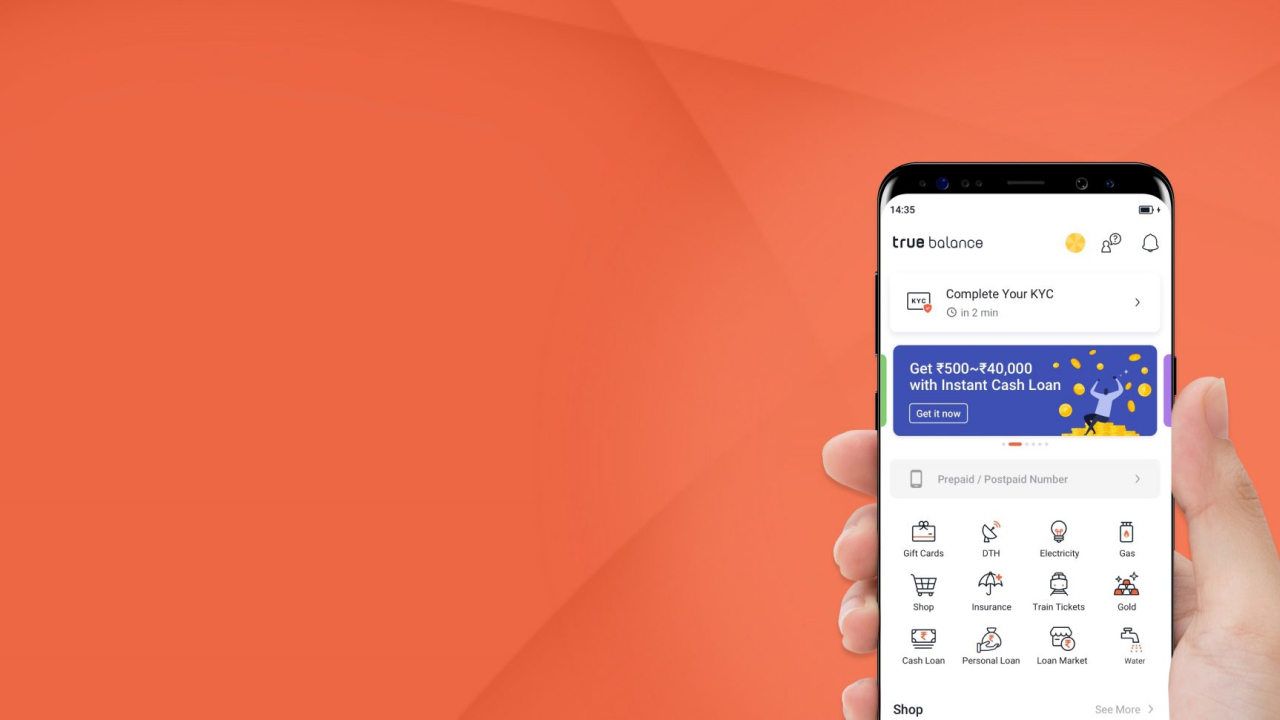 14:35
true balance
KYC
Complete Your KYC
in 2 min
Get ₹500~₹40,000
with Instant Cash Loan
Get it now
Prepaid / Postpaid Number
Gift Cards DTH Electricity Gas
Shop Insurance Train Tickets Gold
Cash Loan Personal Loan Loan Market Water
Shop See More